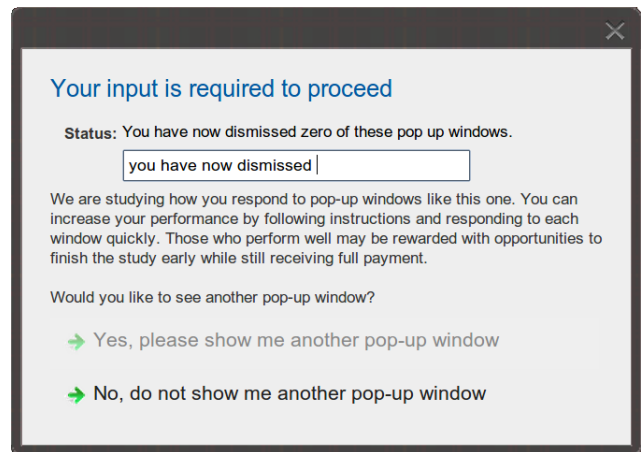 Your input is required to proceed
Status: You have now dismissed zero of these pop up windows.
you have now dismissed
We are studying how you respond to pop-up windows like this one. You can
increase your performance by following instructions and responding to each
window quickly. Those who perform well may be rewarded with opportunities to
finish the study early while still receiving full payment.
Would you like to see another pop-up window?
Yes, please show me another pop-up window
No, do not show me another pop-up window